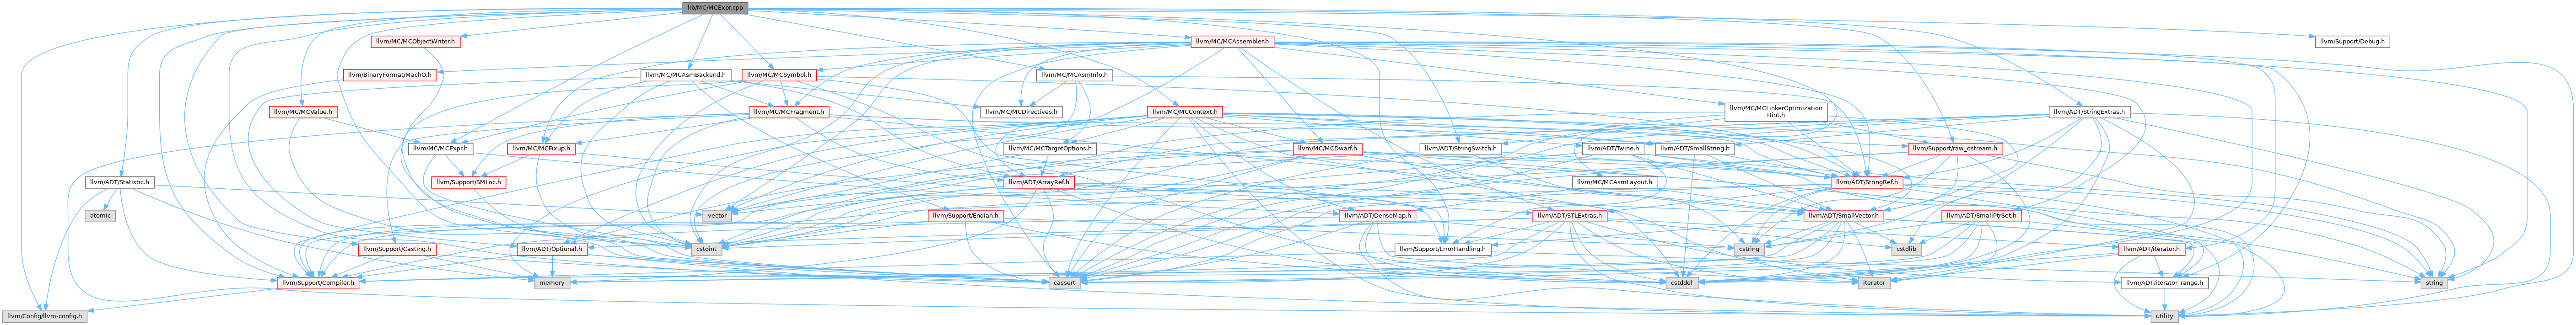 lib/MC/MCExpr.cpp
llvm/MC/MCObjectWriter.h
llvm/MC/MCAssembler.h
llvm/Support/Debug.h
llvm/BinaryFormat/MachO.h
llvm/MC/MCAsmBackend.h
llvm/MC/MCSymbol.h
llvm/MC/MCAsmInfo.h
llvm/MC/MCValue.h
llvm/MC/MCFragment.h
llvm/MC/MCDirectives.h
llvm/MC/MCContext.h
llvm/MC/MCLinkerOptimization
Hint.h
llvm/ADT/StringExtras.h
llvm/MC/MCExpr.h
llvm/MC/MCFixup.h
llvm/MC/MCTargetOptions.h
llvm/MC/MCDwarf.h
llvm/ADT/StringSwitch.h
llvm/ADT/Twine.h
llvm/ADT/SmallString.h
llvm/Support/raw_ostream.h
llvm/ADT/Statistic.h
llvm/Support/SMLoc.h
llvm/ADT/ArrayRef.h
llvm/MC/MCAsmLayout.h
llvm/ADT/StringRef.h
atomic
vector
llvm/Support/Endian.h
llvm/ADT/DenseMap.h
llvm/ADT/STLExtras.h
llvm/ADT/SmallVector.h
llvm/ADT/SmallPtrSet.h
llvm/Support/Casting.h
llvm/ADT/Optional.h
cstdint
llvm/Support/ErrorHandling.h
cstring
cstdlib
llvm/ADT/iterator.h
llvm/Support/Compiler.h
memory
cassert
cstddef
iterator
llvm/ADT/iterator_range.h
string
llvm/Config/llvm-config.h
utility